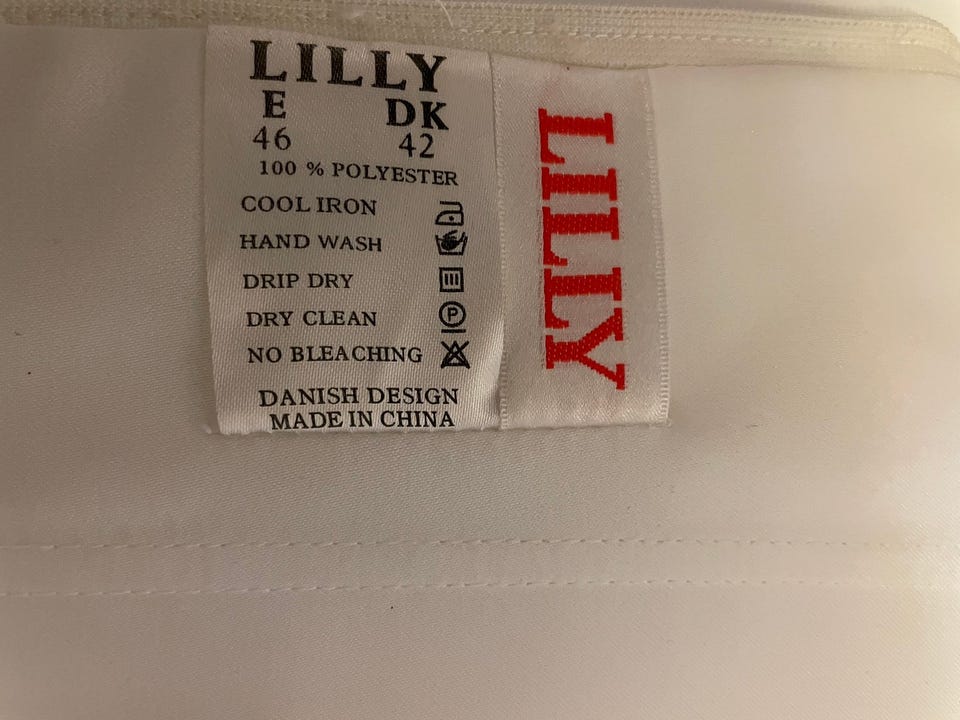 LILLY
E DK
46 42
100 % POLYESTER
COOL IRON
HAND WASH
DRIP DRY
DRY CLEAN P
NO BLEACHING
DANISH DESIGN
MADE IN CHINA
LILLY